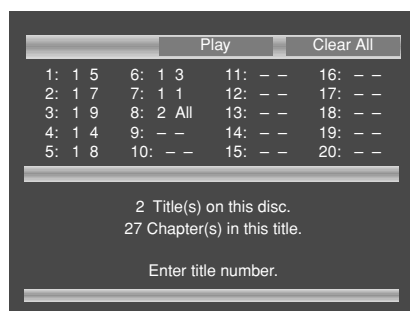 Play Clear All
1: 1 5 6: 1 3 11: – – 16: – –
2: 1 7 7: 1 1 12: – – 17: – –
3: 1 9 8: 2 All 13: – – 18: – –
4: 1 4 9: – – 14: – – 19: – –
5: 1 8 10: – – 15: – – 20: – –
2 Title(s) on this disc.
27 Chapter(s) in this title.
Enter title number.